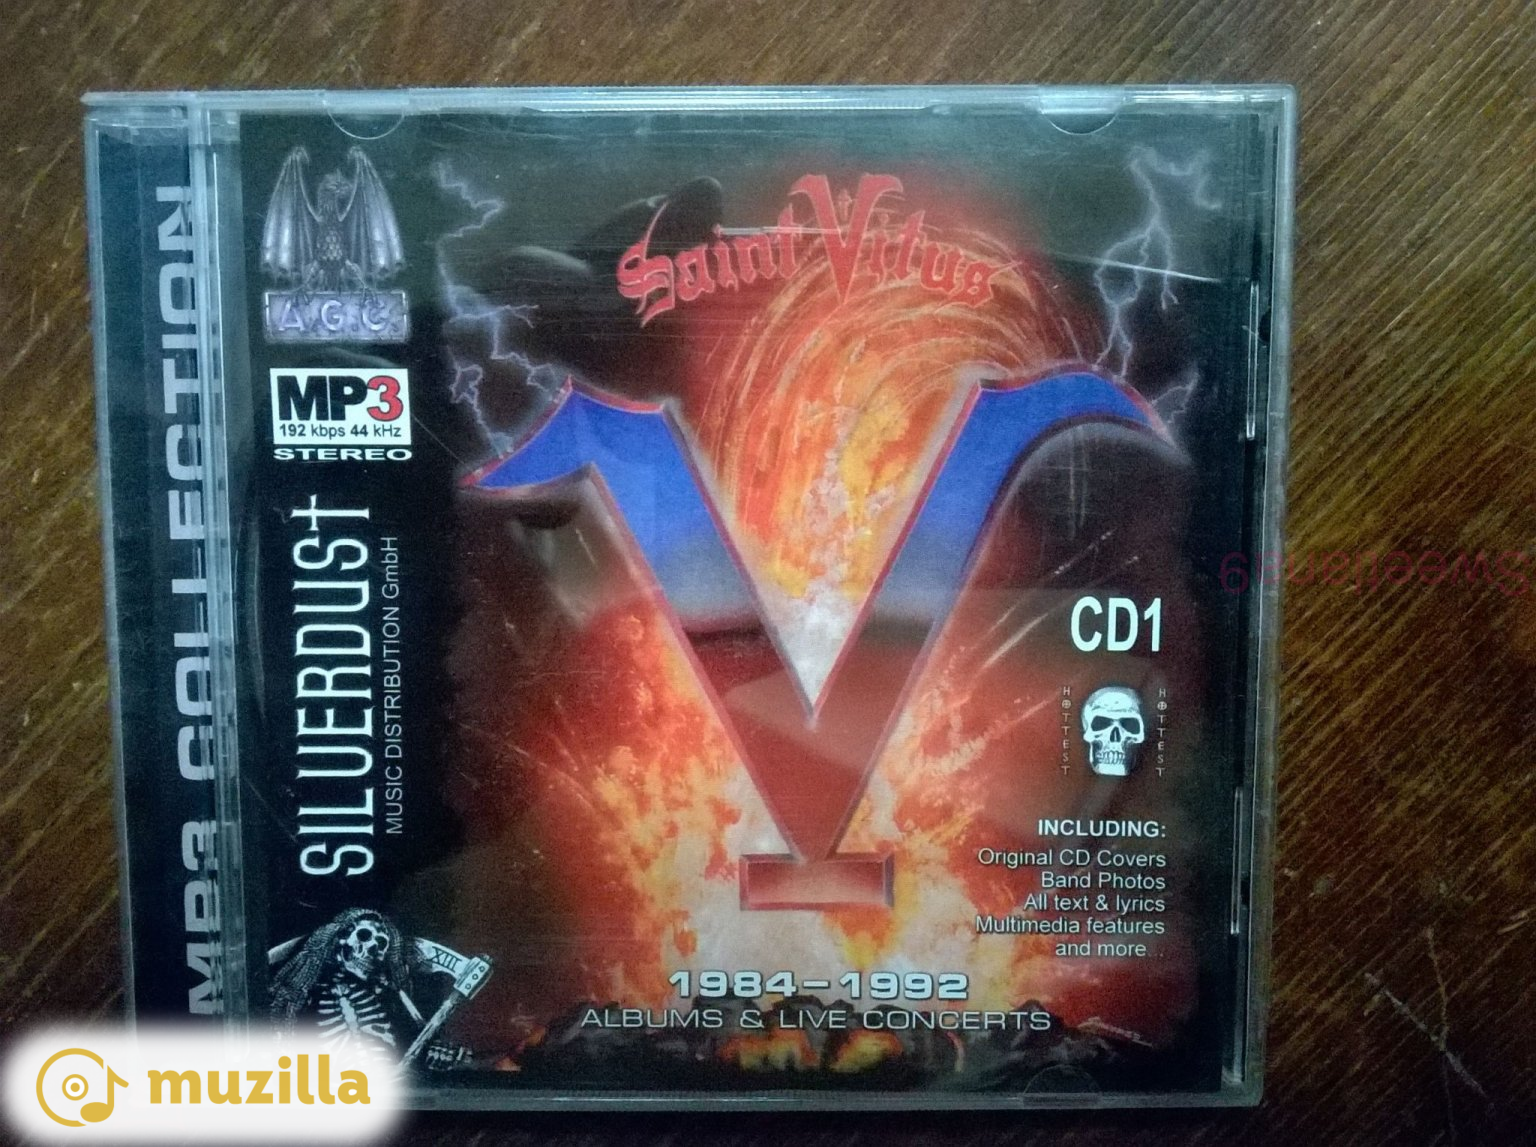 MP3 COLLECTION
A.G.C.
MP3
192 kbps 44 kHz
STEREO
SILVERDUST
MUSIC DISTRIBUTION GmbH
XIII
Saint Vitus
V
CD1
HOTTEST
HOTTEST
INCLUDING:
Original CD Covers
Band Photos
All text & lyrics
Multimedia features
and more...
1984-1992
ALBUMS & LIVE CONCERTS
muzilla